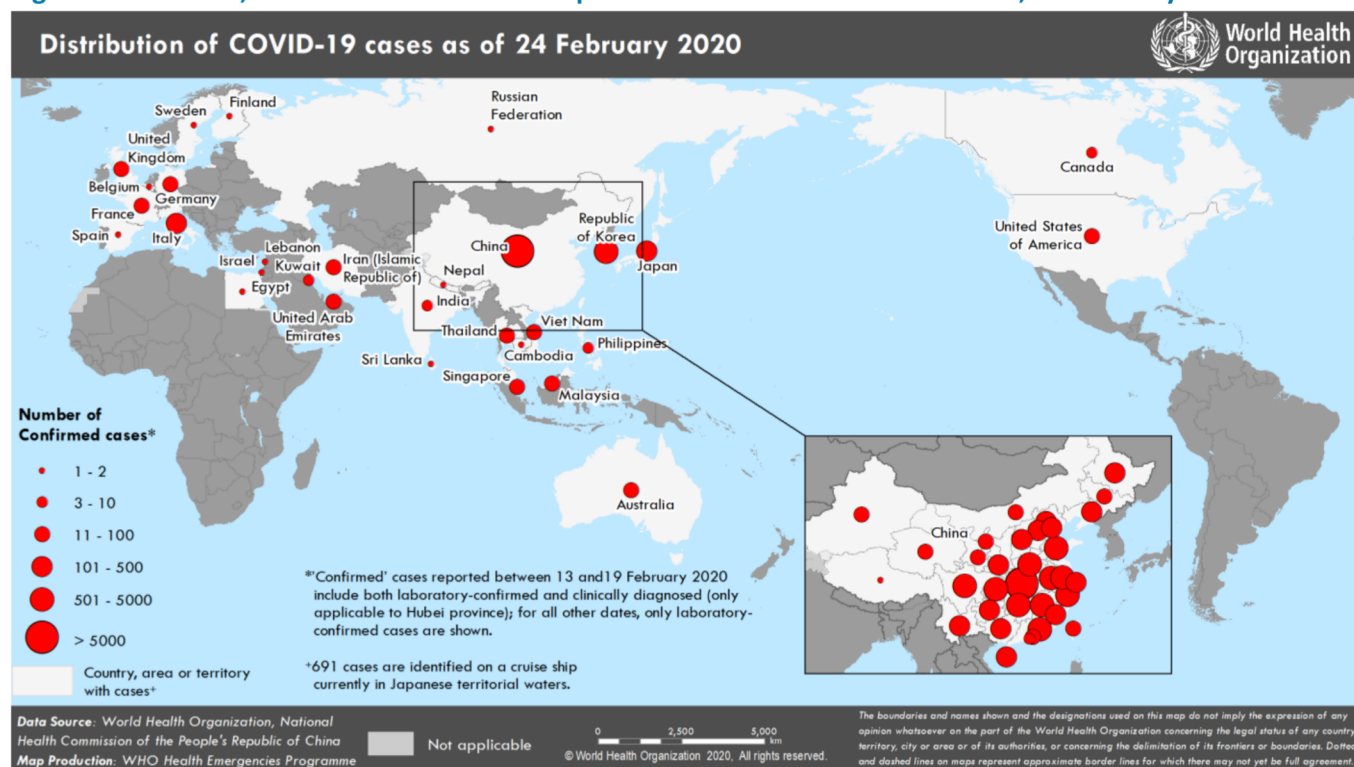 Distribution of COVID-19 cases as of 24 February 2020
World Health
Organization
Sweden
Finland
Russian
Federation
United
Kingdom
Belgium
Germany
France
Spain
Italy
Canada
United States
of America
Republic
of Korea
China
Japan
Lebanon
Israel
Kuwait
Iran (Islamic
Republic of)
Nepal
Egypt
India
United Arab
Emirates
Thailand
Viet Nam
Cambodia
Philippines
Sri Lanka
Singapore
Malaysia
Australia
China
Number of
Confirmed cases*
1 - 2
3 - 10
11 - 100
101 - 500
501 - 5000
> 5000
Country, area or territory
with cases+
*'Confirmed' cases reported between 13 and19 February 2020
include both laboratory-confirmed and clinically diagnosed (only
applicable to Hubei province); for all other dates, only laboratory-
confirmed cases are shown.
+691 cases are identified on a cruise ship
currently in Japanese territorial waters.
Data Source: World Health Organization, National
Health Commission of the People's Republic of China
Map Production: WHO Health Emergencies Programme
Not applicable
0 2,500 5,000
km
© World Health Organization 2020, All rights reserved.
The boundaries and names shown and the designations used on this map do not imply the expression of any
opinion whatsoever on the part of the World Health Organization concerning the legal status of any country,
territory, city or area or of its authorities, or concerning the delimitation of its frontiers or boundaries. Dotted
and dashed lines on maps represent approximate border lines for which there may not yet be full agreement.